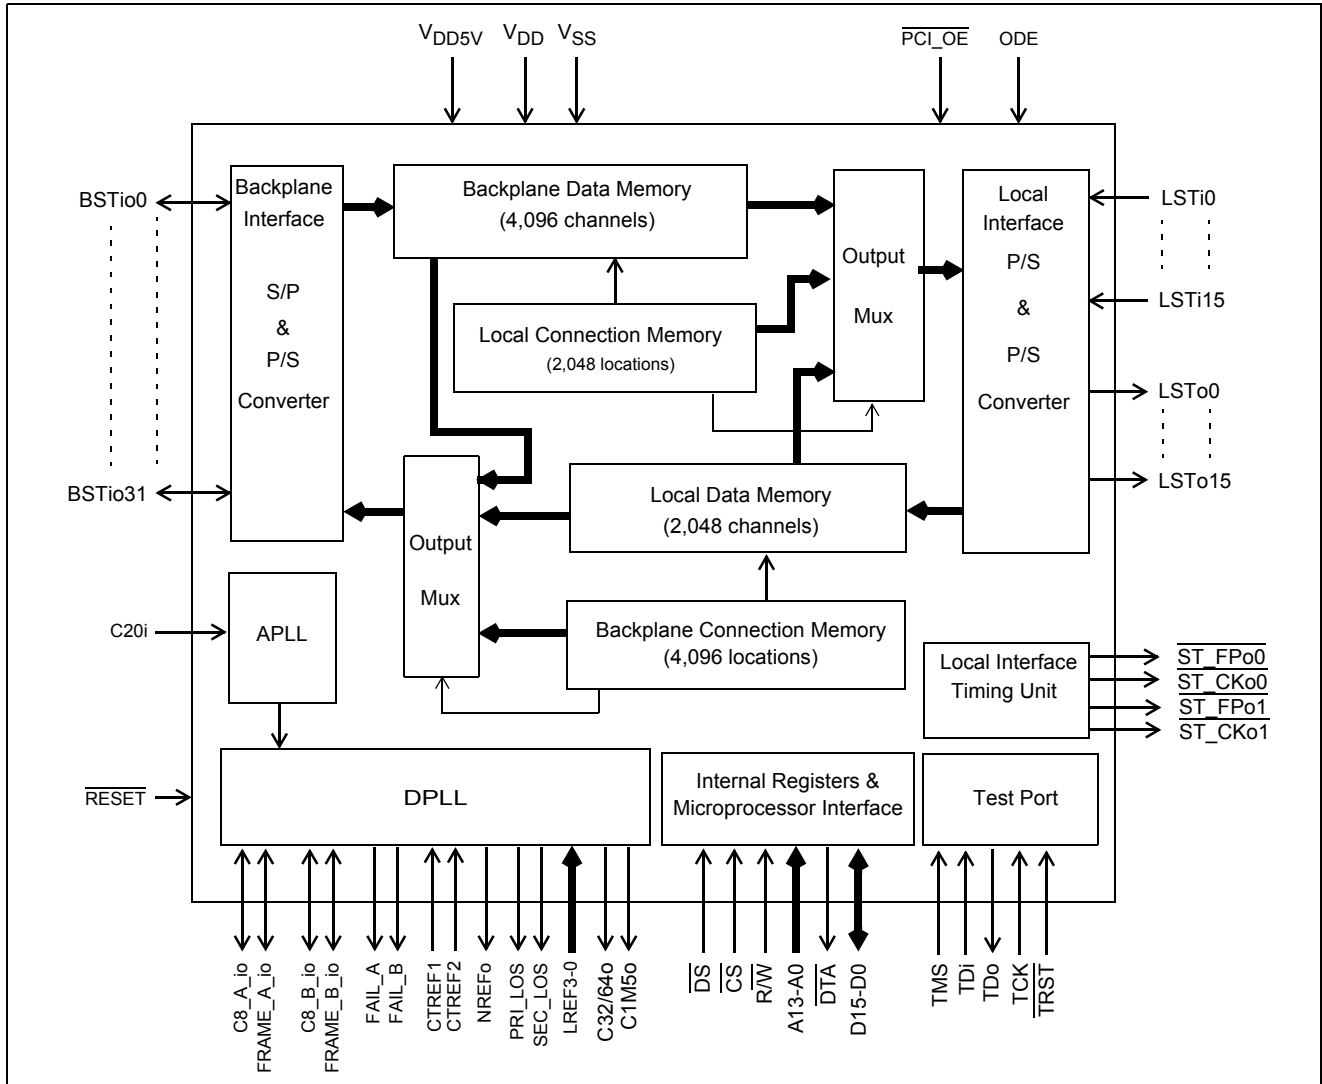 VDD5V VDD VSS PCI_OE ODE
BSTio0
BSTio31
Backplane
Interface
S/P
&
P/S
Converter
Backplane Data Memory
(4,096 channels)
Local Connection Memory
(2,048 locations)
Output
Mux
Local
Interface
P/S
&
P/S
Converter
LSTi0
LSTi15
LSTo0
LSTo15
Local Data Memory
(2,048 channels)
Output
Mux
Backplane Connection Memory
(4,096 locations)
C20i
APLL
Local Interface
Timing Unit
ST_FPo0
ST_CKo0
ST_FPo1
ST_CKo1
RESET
DPLL
Internal Registers &
Microprocessor Interface
Test Port
C8_A_io
FRAME_A_io
C8_B_io
FRAME_B_io
FAIL_A
FAIL_B
CTREF1
CTREF2
NREFo
PRI_LOS
SEC_LOS
LREF3-0
C32/64o
C1M5o
DS
CS
R/W
A13-A0
DTA
D15-D0
TMS
TDi
TDo
TCK
TRST